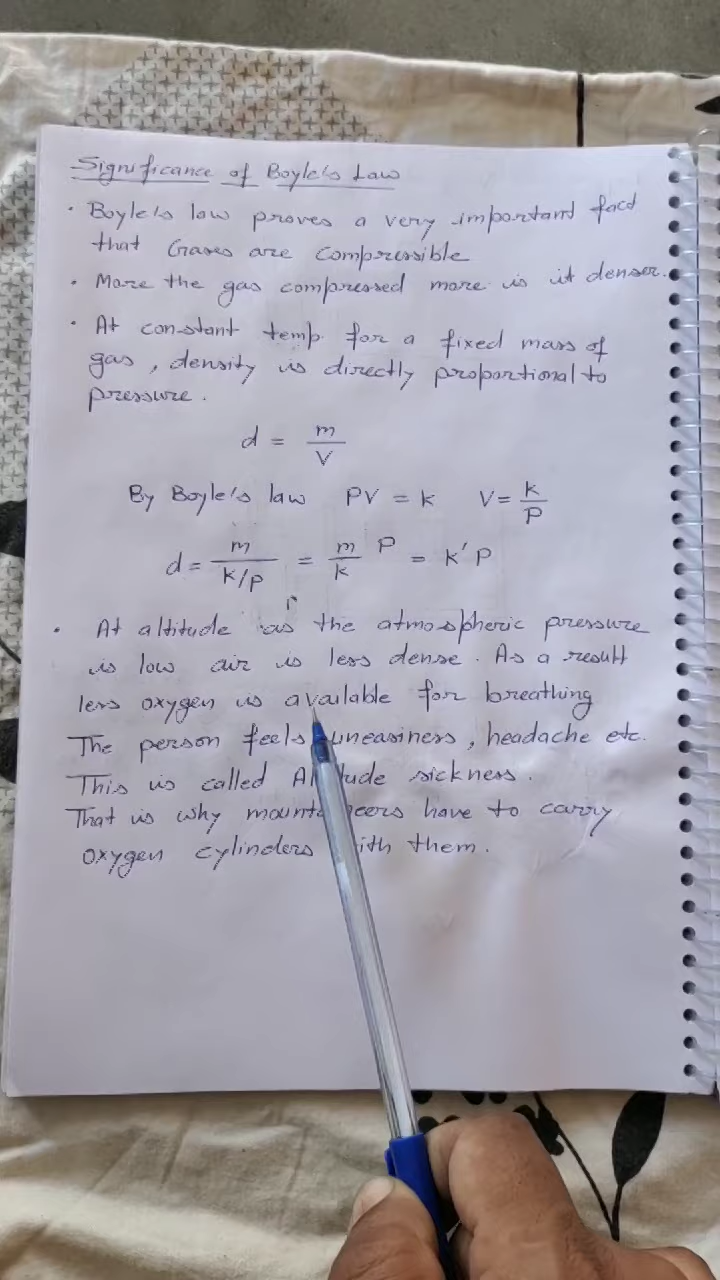 Significance of Boyle's Law
· Boyle's law proves a very important fact
that Gases are compressible
· More the gas compressed more is it denser.
· At constant temp for a fixed mass of
gas, density is directly proportional to
pressure.
d = m/V
By Boyle's law PV = k V = k/P
d = m/(k/p) = m/k P = k' P
· At altitude as the atmospheric pressure
is low air is less dense. As a result
less oxygen is available for breathing
The person feels uneasiness, headache etc.
This is called sickness.
That is why have to carry
oxygen cylinders with them.